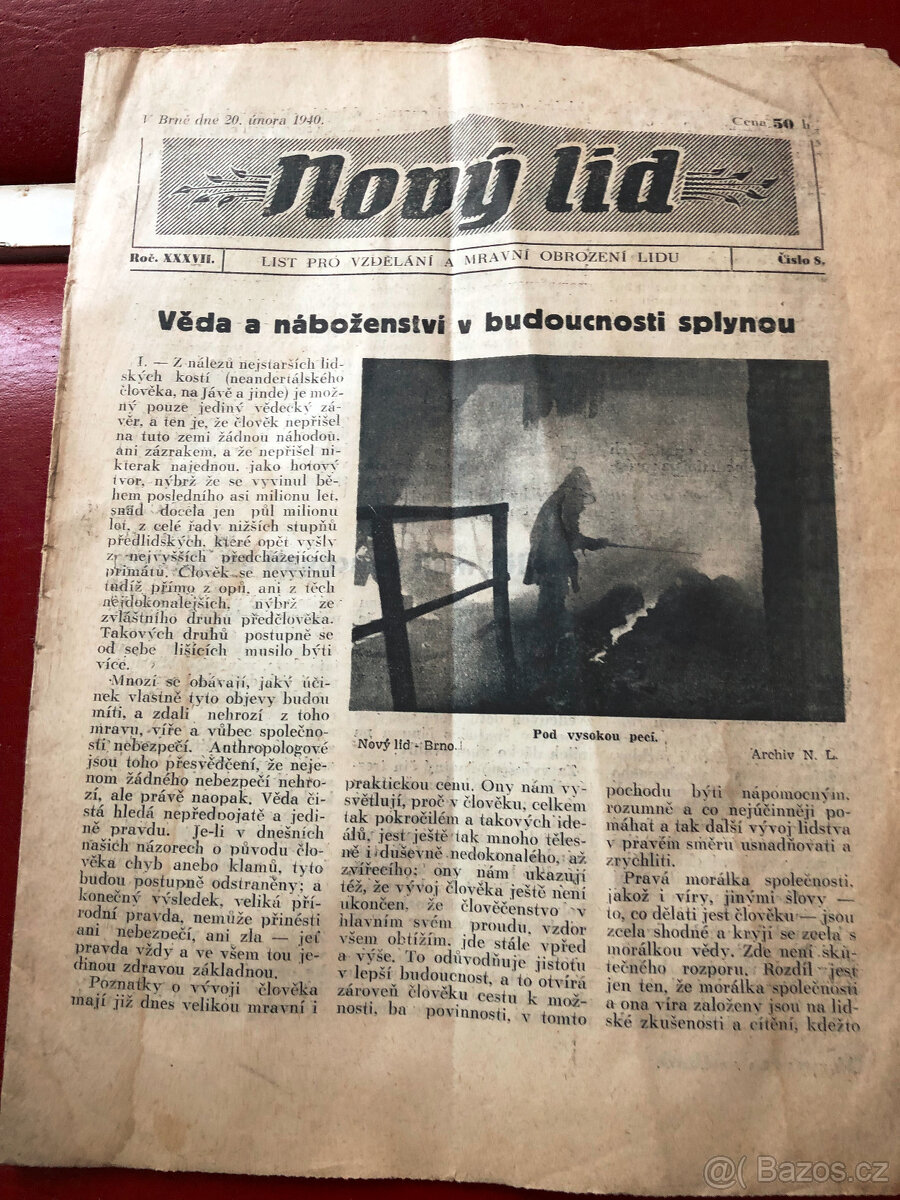 V Brně dne 20. února 1940.
Cena 50 h
Nový lid
Roč. XXXVII.
LIST PRO VZDĚLÁNÍ A MRAVNÍ OBROZENÍ LIDU
Číslo 8.
Věda a náboženství v budoucnosti splynou
I. — Z nálezů nejstarších lid-
ských kostí (neandertálského
člověka, na Jávě a jinde) je mož-
ný pouze jediný vědecký zá-
věr, a ten je, že člověk nepřišel
na tuto zemi žádnou náhodou,
ani zázrakem, a že nepřišel ni-
kterak najednou, jako hotový
tvor, nýbrž že se vyvinul bě-
hem posledního asi milionu let,
snad docela jen půl milionu
let, z celé řady nižších stupňů
předlidských, které opět vyšly
z nejvyšších předcházejících
primátů. Člověk se nevyvinul
tudíž přímo z opů, ani z těch
nejdokonalejších, nýbrž ze
zvláštního druhu předčlověka.
Takových druhů postupně se
od sebe lišících musilo býti
více.
Mnozí se obávají, jaký úči-
nek vlastně tyto objevy budou
míti, a zdali nehrozí z toho
mravu, víře a vůbec společno-
sti nebezpečí. Anthropologové
jsou toho přesvědčení, že neje-
nom žádného nebezpečí nehro-
zí, ale právě naopak. Věda či-
stá hledá nepředpojatě a jedi-
ně pravdu. Je-li v dnešních
našich názorech o původu člo-
věka chyb anebo klamů, tyto
budou postupně odstraněny; a
konečný výsledek, veliká pří-
rodní pravda, nemůže přinésti
ani nebezpečí, ani zla — jeť
pravda vždy a ve všem tou je-
dinou zdravou základnou.
Poznatky o vývoji člověka
mají již dnes velikou mravní i
Nový lid - Brno.
Pod vysokou pecí.
Archiv N. L.
praktickou cenu. Ony nám vy-
světlují, proč v člověku, celkem
tak pokročilém a takových ide-
álů, jest ještě tak mnoho těles-
ně i duševně nedokonalého, až
zvířecího; ony nám ukazují
též, že vývoj člověka ještě není
ukončen, že člověčenstvo v
hlavním svém proudu, vzdor
všem obtížím, jde stále vpřed
a výše. To odůvodňuje jistotu
v lepší budoucnost, a to otvírá
zároveň člověku cestu k mož-
nosti, ba povinnosti, v tomto
pochodu býti nápomocným,
rozumně a co nejúčinněji po-
máhat a tak další vývoj lidstva
v pravém směru usnadňovati a
zrychliti.
Pravá morálka společnosti,
jakož i víry, jinými slovy —
to, co dělati jest člověku — jsou
zcela shodné a kryjí se zcela s
morálkou vědy. Zde není sku-
tečného rozporu. Rozdíl jest
jen ten, že morálka společnosti
a ona víra založeny jsou na lid-
ské zkušenosti a cítění, kdežto
@( Bazoš.cz